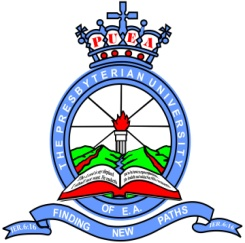 PUEA
THE PRESBYTERIAN UNIVERSITY
OF E.A.
JER.6:16
FINDING NEW PATHS
JER.6:16